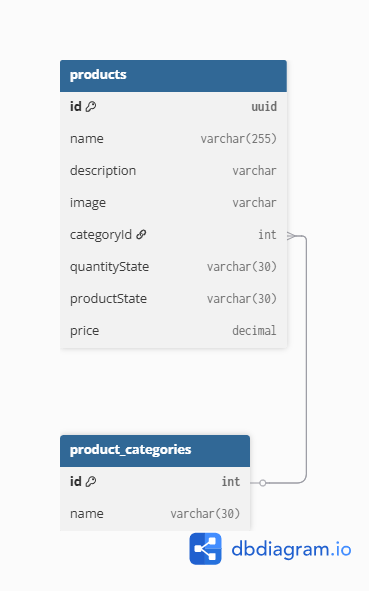 products
id uuid
name varchar(255)
description varchar
image varchar
categoryId int
quantityState varchar(30)
productState varchar(30)
price decimal
product_categories
id int
name varchar(30)
dbdiagram.io